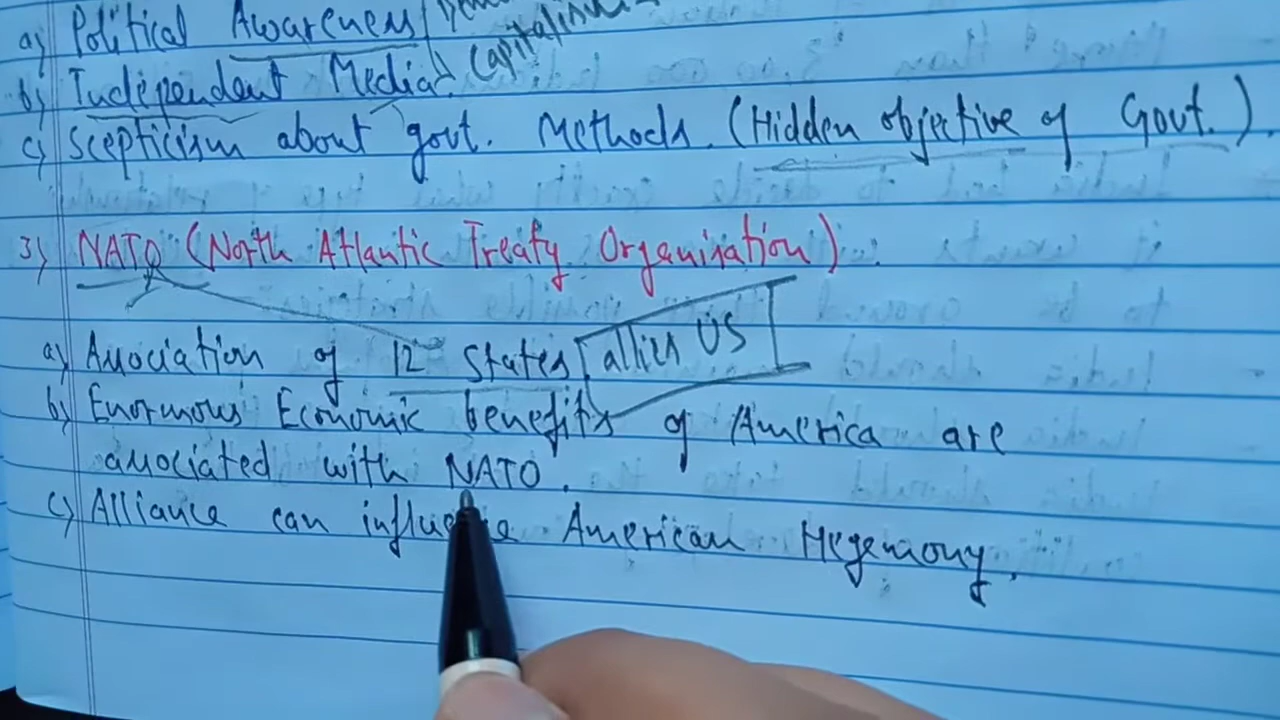 a) Political Awareness/
b) Independent Media. Capitalism
c) Scepticism about govt. Methods. (Hidden objective of Govt.).
3) NATO (North Atlantic Treaty Organisation).
a) Association of 12 States allies US
b) Enormous Economic benefits of America are
associated with NATO.
c) Alliance can influence American Hegemony.